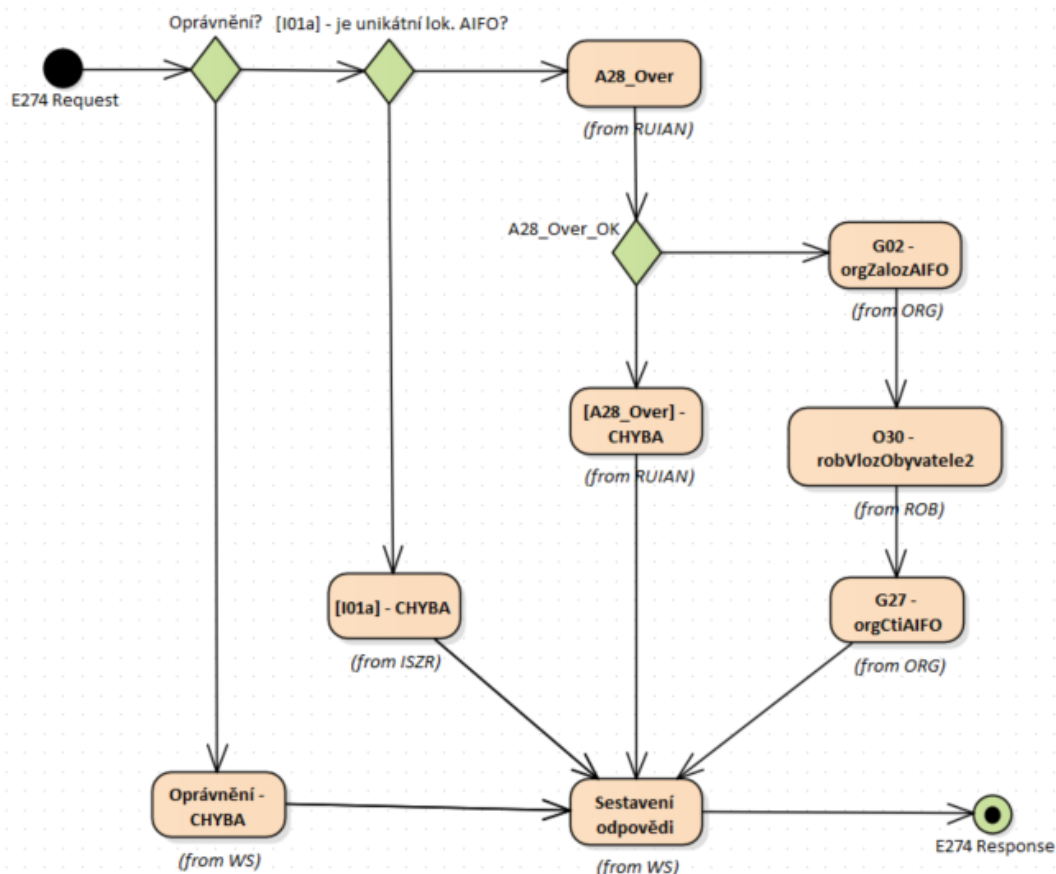 Oprávnění?
[I01a] - je unikátní lok. AIFO?
E274 Request
A28_Over
(from RUIAN)
A28_Over_OK
G02 -
orgZalozAIFO
(from ORG)
[A28_Over] -
CHYBA
(from RUIAN)
O30 -
robVlozObyvatele2
(from ROB)
[I01a] - CHYBA
(from ISZR)
G27 -
orgCtiAIFO
(from ORG)
Oprávnění -
CHYBA
(from WS)
Sestavení
odpovědi
(from WS)
E274 Response